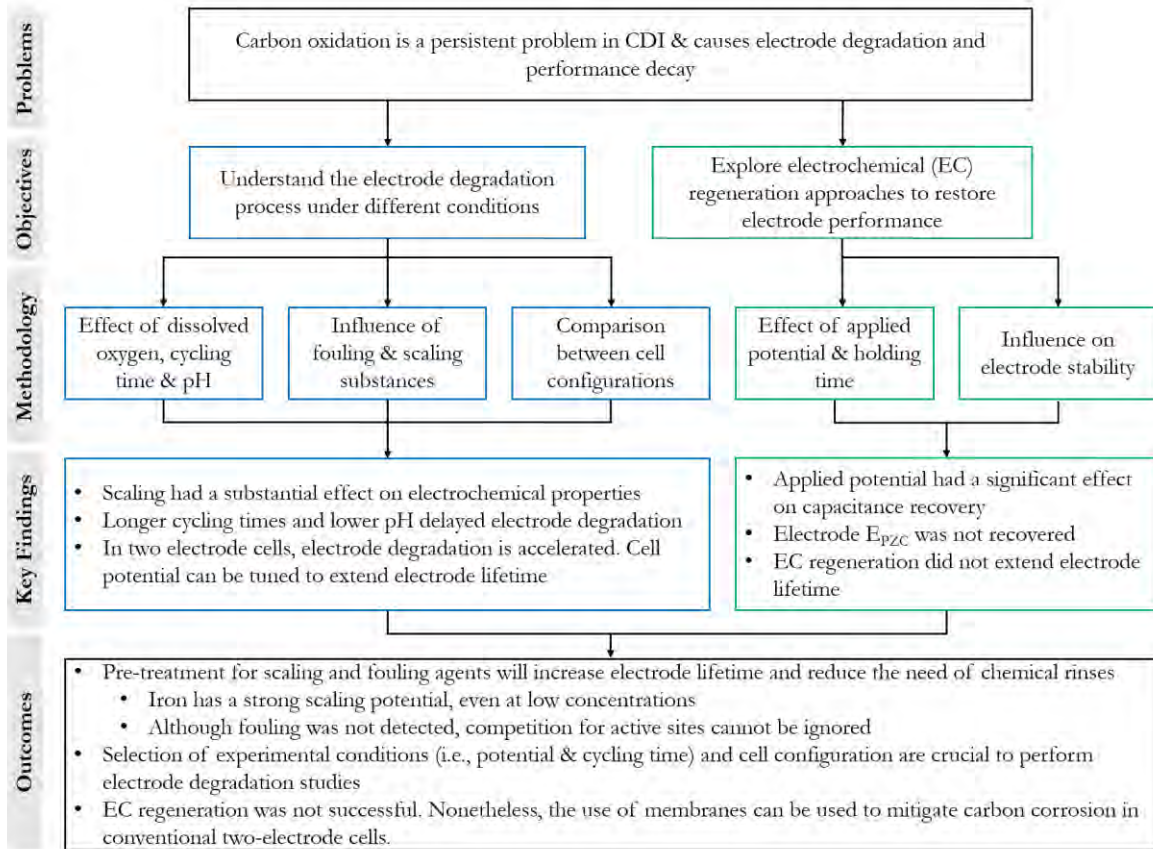 Problems
Carbon oxidation is a persistent problem in CDI & causes electrode degradation and
performance decay
Objectives
Understand the electrode degradation
process under different conditions
Explore electrochemical (EC)
regeneration approaches to restore
electrode performance
Methodology
Effect of dissolved
oxygen, cycling
time & pH
Influence of
fouling & scaling
substances
Comparison
between cell
configurations
Effect of applied
potential & holding
time
Influence on
electrode stability
Key Findings
• Scaling had a substantial effect on electrochemical properties
• Longer cycling times and lower pH delayed electrode degradation
• In two electrode cells, electrode degradation is accelerated. Cell
potential can be tuned to extend electrode lifetime
• Applied potential had a significant effect
on capacitance recovery
• Electrode EPZC was not recovered
• EC regeneration did not extend electrode
lifetime
Outcomes
• Pre-treatment for scaling and fouling agents will increase electrode lifetime and reduce the need of chemical rinses
• Iron has a strong scaling potential, even at low concentrations
• Although fouling was not detected, competition for active sites cannot be ignored
• Selection of experimental conditions (i.e., potential & cycling time) and cell configuration are crucial to perform
electrode degradation studies
• EC regeneration was not successful. Nonetheless, the use of membranes can be used to mitigate carbon corrosion in
conventional two-electrode cells.